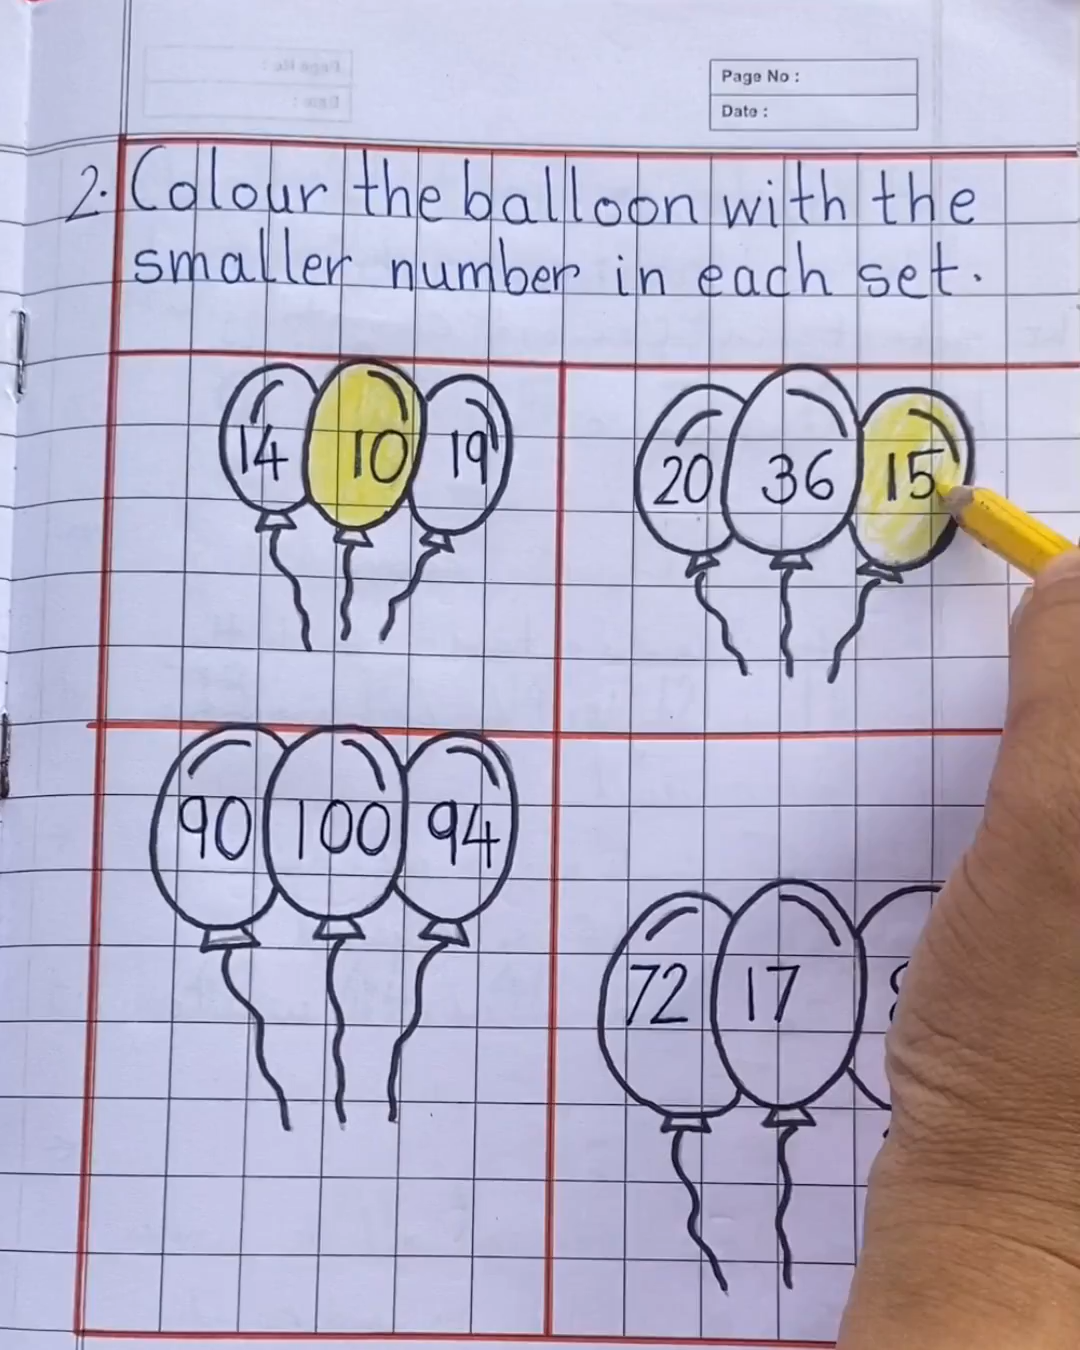 Page No :
Date :
2. Colour the balloon with the
smaller number in each set.
14 10 19
20 36 15
90 100 94
72 17